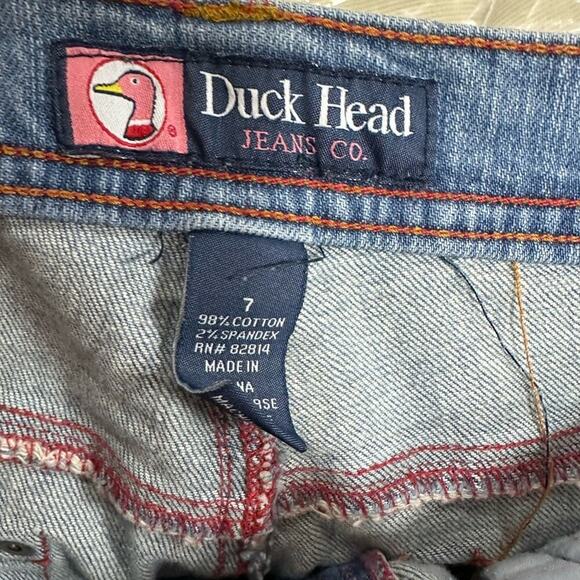 Duck Head
JEANS CO.
®
7
98% COTTON
2% SPANDEX
RN# 82814
MADE IN